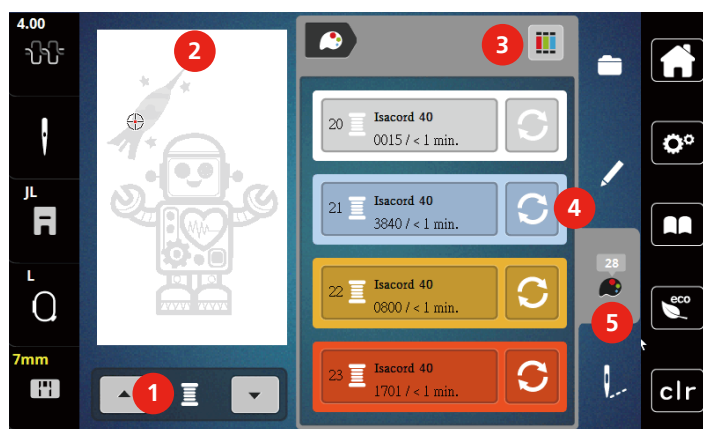 4.00
2
3
20 Isacord 40
0015 / < 1 min.
JL
21 Isacord 40
3840 / < 1 min.
4
28
L
22 Isacord 40
0800 / < 1 min.
eco
5
7mm
23 Isacord 40
1701 / < 1 min.
1
clr